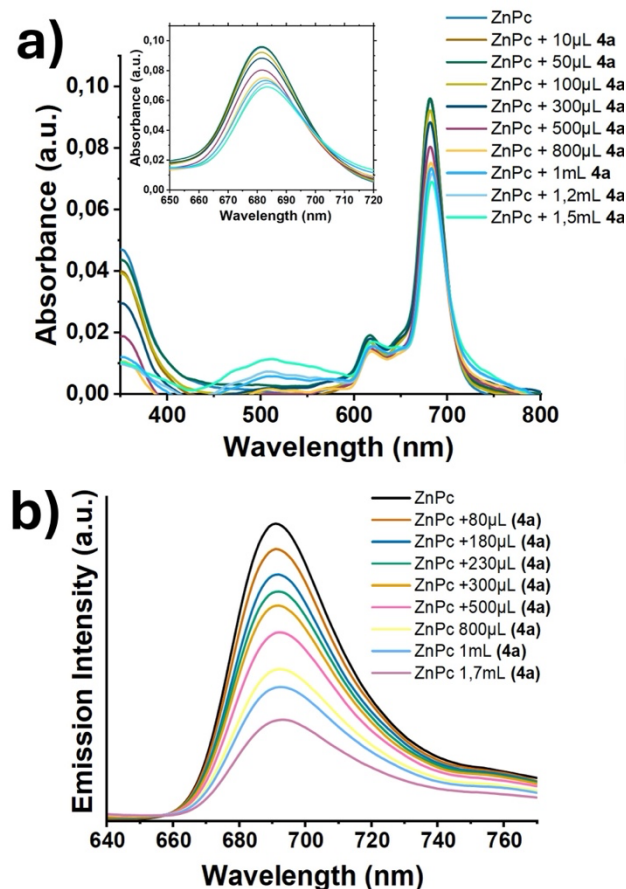 a)
Absorbance (a.u.)
0,10
0,08
0,06
0,04
0,02
0,00
400
500
600
700
800
Wavelength (nm)
Absorbance (a.u.)
0,10
0,08
0,06
0,04
0,02
0,00
650 660 670 680 690 700 710 720
Wavelength (nm)
ZnPc
ZnPc + 10µL 4a
ZnPc + 50µL 4a
ZnPc + 100µL 4a
ZnPc + 300µL 4a
ZnPc + 500µL 4a
ZnPc + 800µL 4a
ZnPc + 1mL 4a
ZnPc + 1,2mL 4a
ZnPc + 1,5mL 4a
b)
Emission Intensity (a.u.)
640 660 680 700 720 740 760
Wavelength (nm)
ZnPc
ZnPc +80µL (4a)
ZnPc +180µL (4a)
ZnPc +230µL (4a)
ZnPc +300µL (4a)
ZnPc +500µL (4a)
ZnPc 800µL (4a)
ZnPc 1mL (4a)
ZnPc 1,7mL (4a)